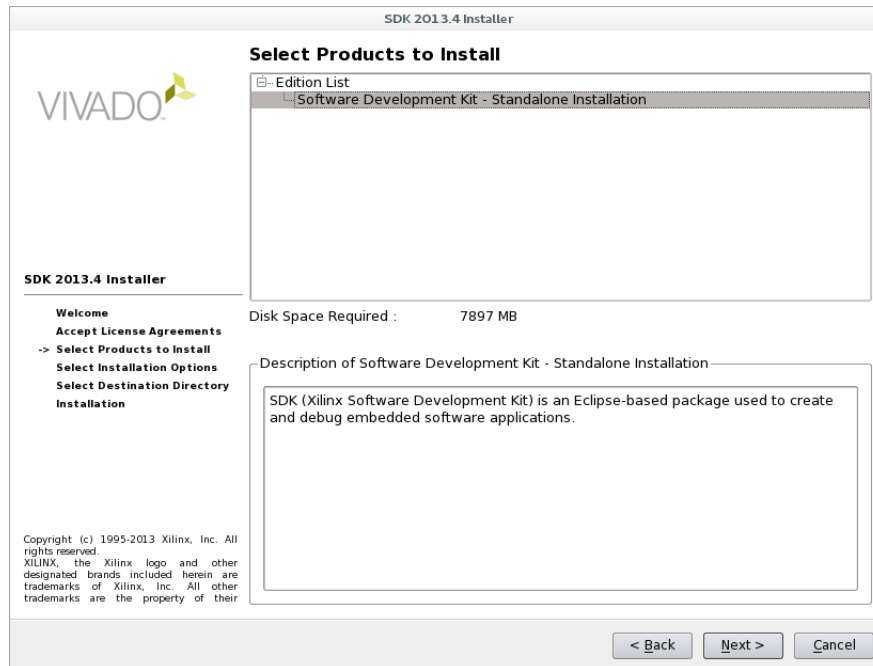 SDK 2013.4 Installer
VIVADO
Select Products to Install
Edition List
Software Development Kit - Standalone Installation
SDK 2013.4 Installer
Welcome
Accept License Agreements
-> Select Products to Install
Select Installation Options
Select Destination Directory
Installation
Disk Space Required : 7897 MB
Description of Software Development Kit - Standalone Installation
SDK (Xilinx Software Development Kit) is an Eclipse-based package used to create
and debug embedded software applications.
Copyright (c) 1995-2013 Xilinx, Inc. All
rights reserved.
XILINX, the Xilinx logo and other
designated brands included herein are
trademarks of Xilinx, Inc. All other
trademarks are the property of their
< Back
Next >
Cancel